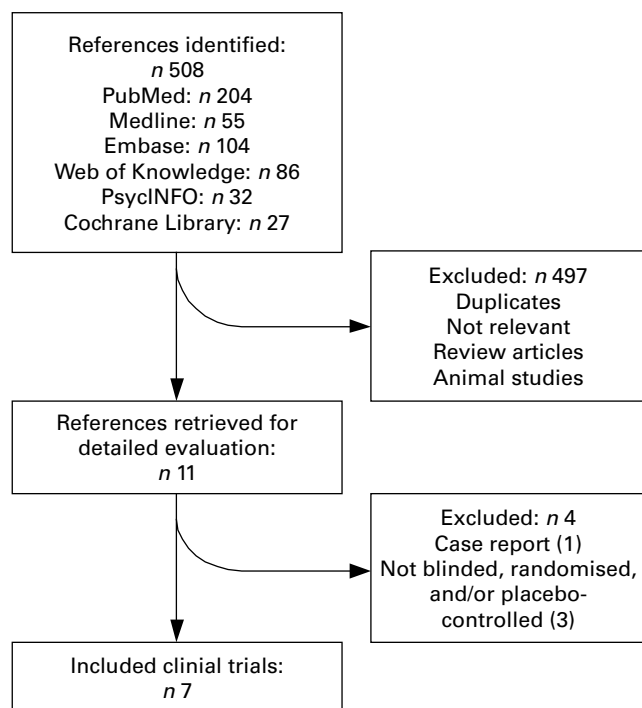 References identified:
n 508
PubMed: n 204
Medline: n 55
Embase: n 104
Web of Knowledge: n 86
PsycINFO: n 32
Cochrane Library: n 27
Excluded: n 497
Duplicates
Not relevant
Review articles
Animal studies
References retrieved for
detailed evaluation:
n 11
Excluded: n 4
Case report (1)
Not blinded, randomised,
and/or placebo-
controlled (3)
Included clinial trials:
n 7